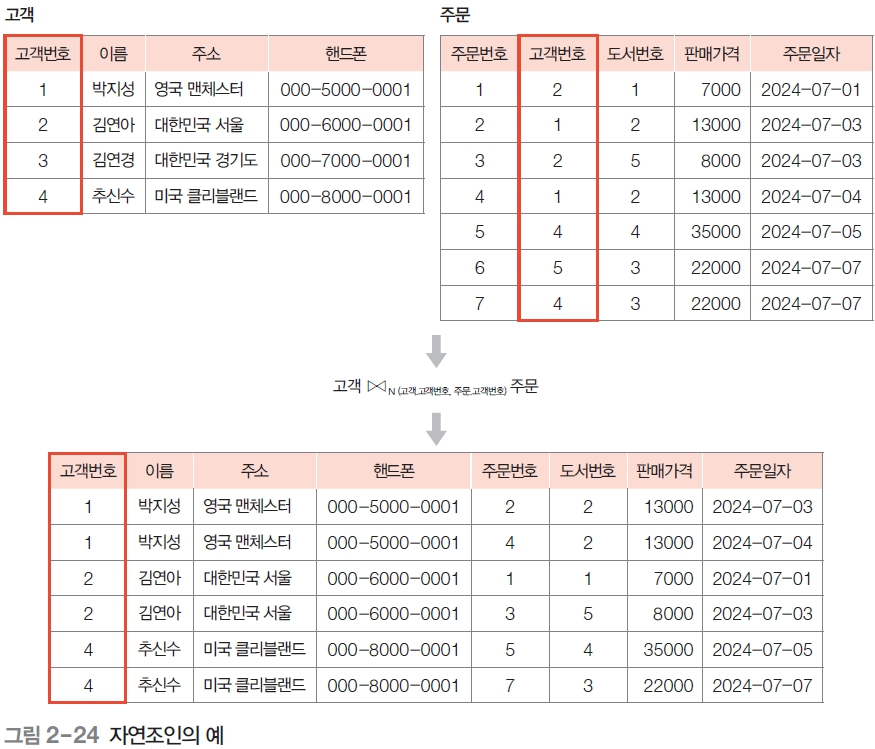 고객
고객번호 이름 주소 핸드폰
1 박지성 영국 맨체스터 000-5000-0001
2 김연아 대한민국 서울 000-6000-0001
3 김연경 대한민국 경기도 000-7000-0001
4 추신수 미국 클리블랜드 000-8000-0001
주문
주문번호 고객번호 도서번호 판매가격 주문일자
1 2 1 7000 2024-07-01
2 1 2 13000 2024-07-03
3 2 5 8000 2024-07-03
4 1 2 13000 2024-07-04
5 4 4 35000 2024-07-05
6 5 3 22000 2024-07-07
7 4 3 22000 2024-07-07
고객 ⋈N (고객.고객번호, 주문.고객번호) 주문
고객번호 이름 주소 핸드폰 주문번호 도서번호 판매가격 주문일자
1 박지성 영국 맨체스터 000-5000-0001 2 2 13000 2024-07-03
1 박지성 영국 맨체스터 000-5000-0001 4 2 13000 2024-07-04
2 김연아 대한민국 서울 000-6000-0001 1 1 7000 2024-07-01
2 김연아 대한민국 서울 000-6000-0001 3 5 8000 2024-07-03
4 추신수 미국 클리블랜드 000-8000-0001 5 4 35000 2024-07-05
4 추신수 미국 클리블랜드 000-8000-0001 7 3 22000 2024-07-07
그림 2-24 자연조인의 예